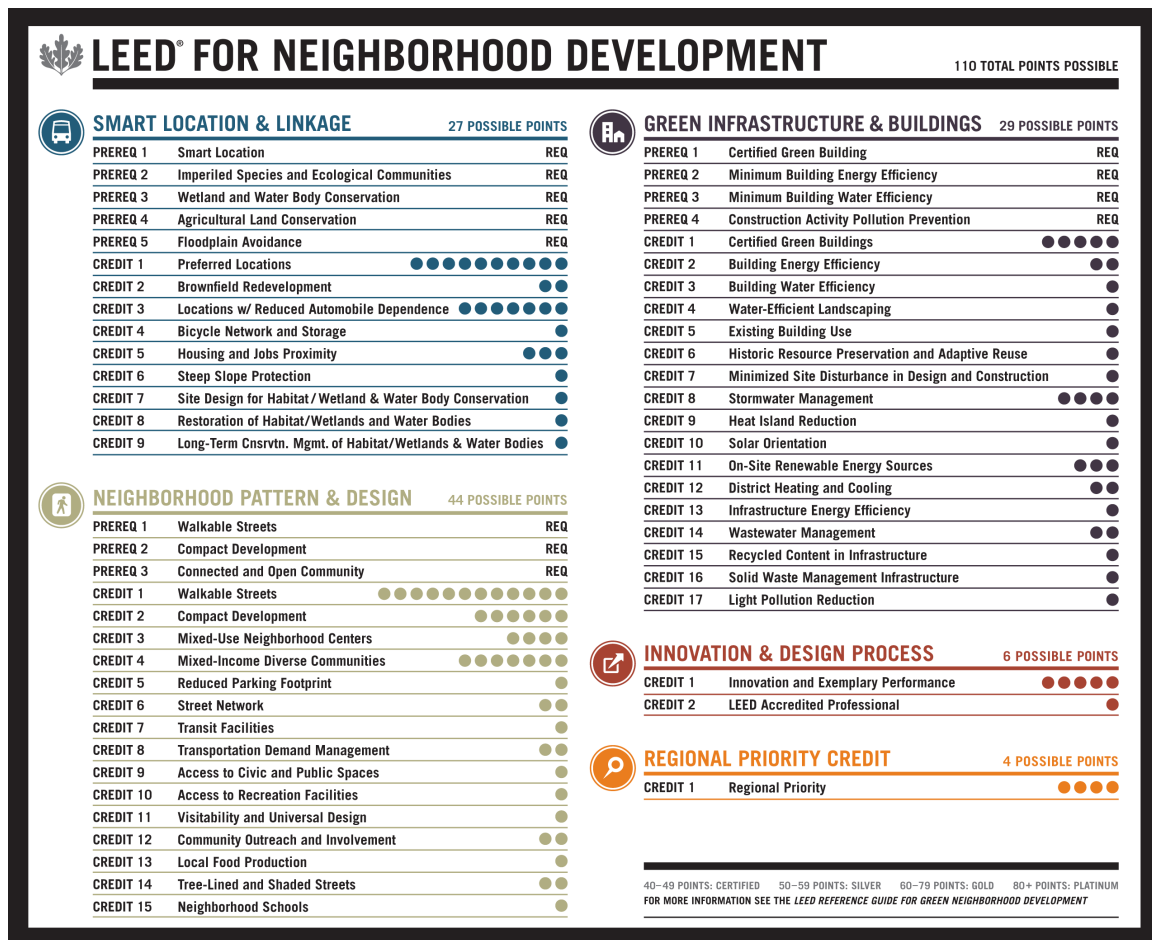 LEED® FOR NEIGHBORHOOD DEVELOPMENT
110 TOTAL POINTS POSSIBLE
SMART LOCATION & LINKAGE 27 POSSIBLE POINTS
PREREQ 1 Smart Location REQ
PREREQ 2 Imperiled Species and Ecological Communities REQ
PREREQ 3 Wetland and Water Body Conservation REQ
PREREQ 4 Agricultural Land Conservation REQ
PREREQ 5 Floodplain Avoidance REQ
CREDIT 1 Preferred Locations
CREDIT 2 Brownfield Redevelopment
CREDIT 3 Locations w/ Reduced Automobile Dependence
CREDIT 4 Bicycle Network and Storage
CREDIT 5 Housing and Jobs Proximity
CREDIT 6 Steep Slope Protection
CREDIT 7 Site Design for Habitat/Wetland & Water Body Conservation
CREDIT 8 Restoration of Habitat/Wetlands and Water Bodies
CREDIT 9 Long-Term Cnsrvtn. Mgmt. of Habitat/Wetlands & Water Bodies
NEIGHBORHOOD PATTERN & DESIGN 44 POSSIBLE POINTS
PREREQ 1 Walkable Streets REQ
PREREQ 2 Compact Development REQ
PREREQ 3 Connected and Open Community REQ
CREDIT 1 Walkable Streets
CREDIT 2 Compact Development
CREDIT 3 Mixed-Use Neighborhood Centers
CREDIT 4 Mixed-Income Diverse Communities
CREDIT 5 Reduced Parking Footprint
CREDIT 6 Street Network
CREDIT 7 Transit Facilities
CREDIT 8 Transportation Demand Management
CREDIT 9 Access to Civic and Public Spaces
CREDIT 10 Access to Recreation Facilities
CREDIT 11 Visitability and Universal Design
CREDIT 12 Community Outreach and Involvement
CREDIT 13 Local Food Production
CREDIT 14 Tree-Lined and Shaded Streets
CREDIT 15 Neighborhood Schools
GREEN INFRASTRUCTURE & BUILDINGS 29 POSSIBLE POINTS
PREREQ 1 Certified Green Building REQ
PREREQ 2 Minimum Building Energy Efficiency REQ
PREREQ 3 Minimum Building Water Efficiency REQ
PREREQ 4 Construction Activity Pollution Prevention REQ
CREDIT 1 Certified Green Buildings
CREDIT 2 Building Energy Efficiency
CREDIT 3 Building Water Efficiency
CREDIT 4 Water-Efficient Landscaping
CREDIT 5 Existing Building Use
CREDIT 6 Historic Resource Preservation and Adaptive Reuse
CREDIT 7 Minimized Site Disturbance in Design and Construction
CREDIT 8 Stormwater Management
CREDIT 9 Heat Island Reduction
CREDIT 10 Solar Orientation
CREDIT 11 On-Site Renewable Energy Sources
CREDIT 12 District Heating and Cooling
CREDIT 13 Infrastructure Energy Efficiency
CREDIT 14 Wastewater Management
CREDIT 15 Recycled Content in Infrastructure
CREDIT 16 Solid Waste Management Infrastructure
CREDIT 17 Light Pollution Reduction
INNOVATION & DESIGN PROCESS 6 POSSIBLE POINTS
CREDIT 1 Innovation and Exemplary Performance
CREDIT 2 LEED Accredited Professional
REGIONAL PRIORITY CREDIT 4 POSSIBLE POINTS
CREDIT 1 Regional Priority
40–49 POINTS: CERTIFIED 50–59 POINTS: SILVER 60–79 POINTS: GOLD 80+ POINTS: PLATINUM
FOR MORE INFORMATION SEE THE LEED REFERENCE GUIDE FOR GREEN NEIGHBORHOOD DEVELOPMENT